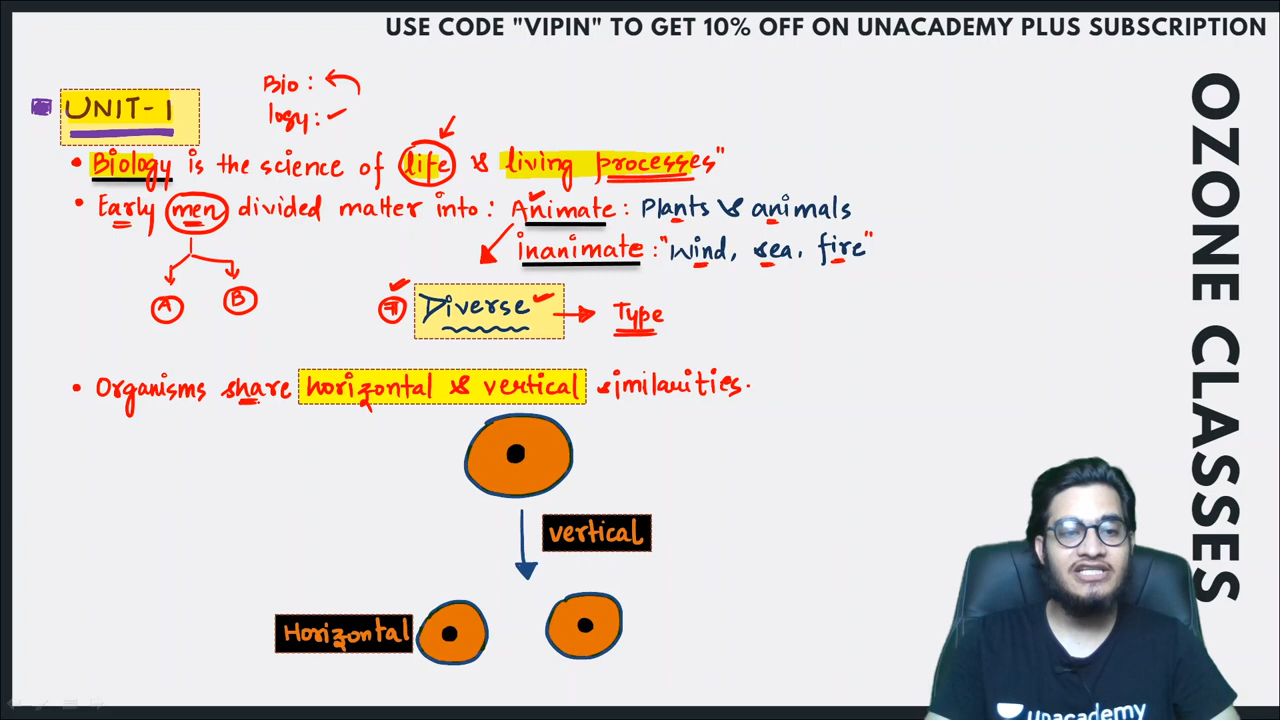 USE CODE "VIPIN" TO GET 10% OFF ON UNACADEMY PLUS SUBSCRIPTION
Bio :
logy :
UNIT-1
• Biology is the science of life & living processes"
• Early men divided matter into : Animate : Plants & animals
inanimate : "Wind, sea, fire"
A B
Diverse Type
• Organisms share horizontal & vertical similarities.
vertical
Horizontal
OZONE CLASSES
unacademy